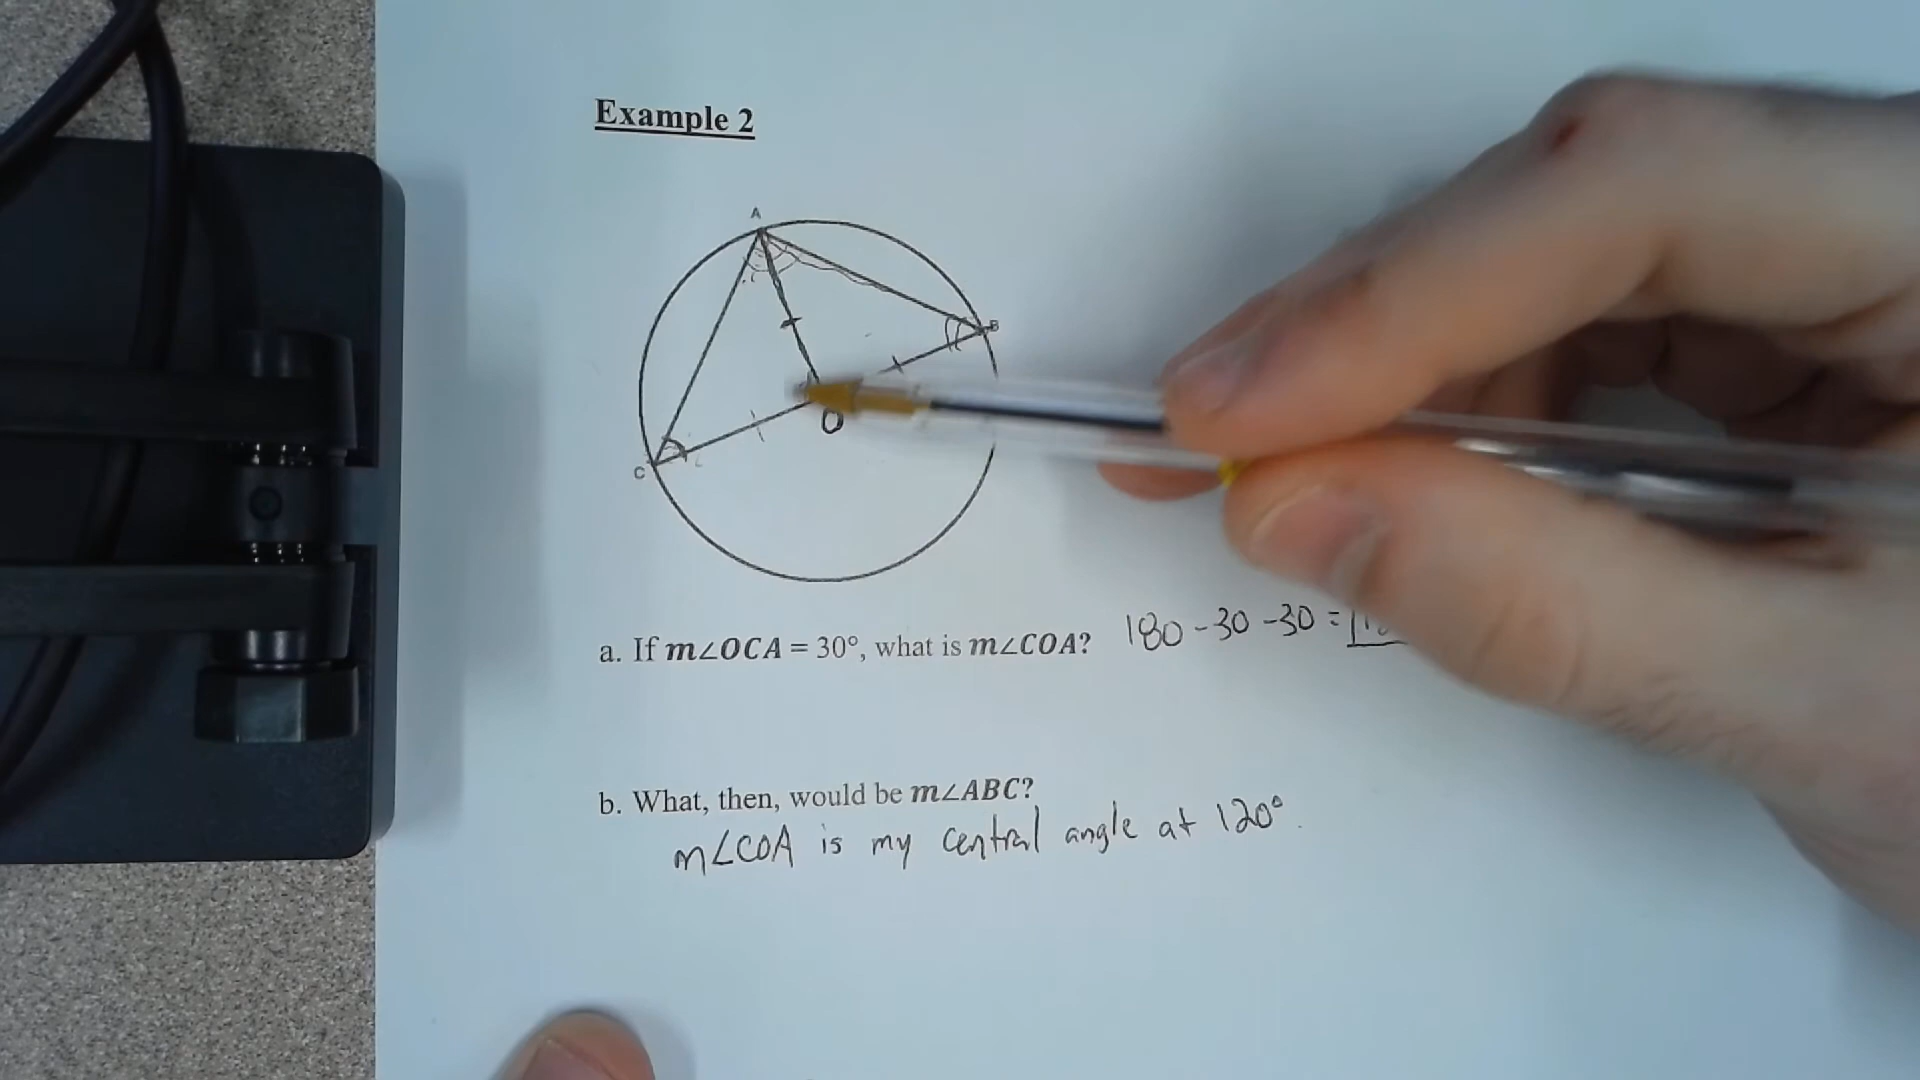 Example 2
A
B
C
O
a. If m∠OCA = 30°, what is m∠COA? 180 - 30 - 30 =
b. What, then, would be m∠ABC?
m∠COA is my central angle at 120°.